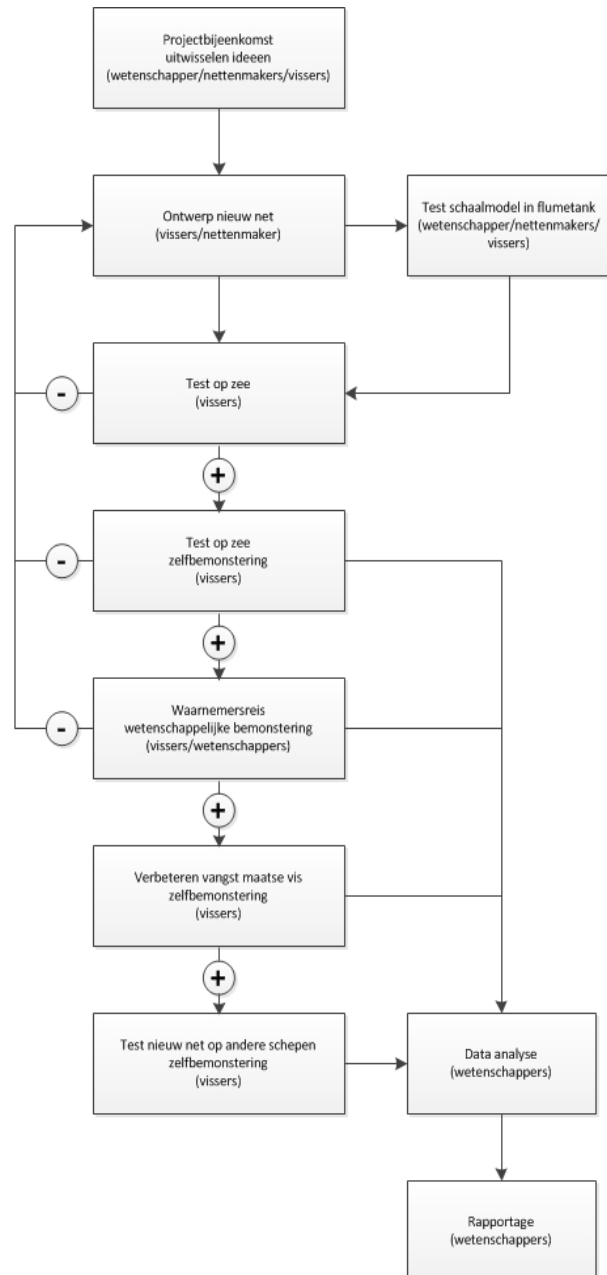 Projectbijeenkomst
uitwisselen ideeen
(wetenschapper/nettenmakers/vissers)
Ontwerp nieuw net
(vissers/nettenmaker)
Test schaalmodel in flumetank
(wetenschapper/nettenmakers/
vissers)
Test op zee
(vissers)
-
+
Test op zee
zelfbemonstering
(vissers)
-
+
Waarnemersreis
wetenschappelijke bemonstering
(vissers/wetenschappers)
-
+
Verbeteren vangst maatse vis
zelfbemonstering
(vissers)
+
Test nieuw net op andere schepen
zelfbemonstering
(vissers)
Data analyse
(wetenschappers)
Rapportage
(wetenschappers)